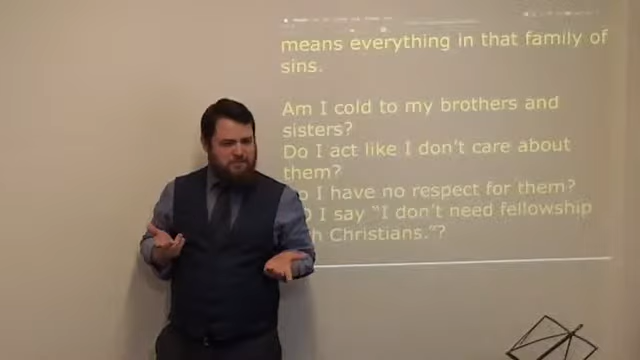 means everything in that family of
sins.
Am I cold to my brothers and
sisters?
Do I act like I don't care about
them?
I have no respect for them?
I say “I don't need fellowship
Christians.”?